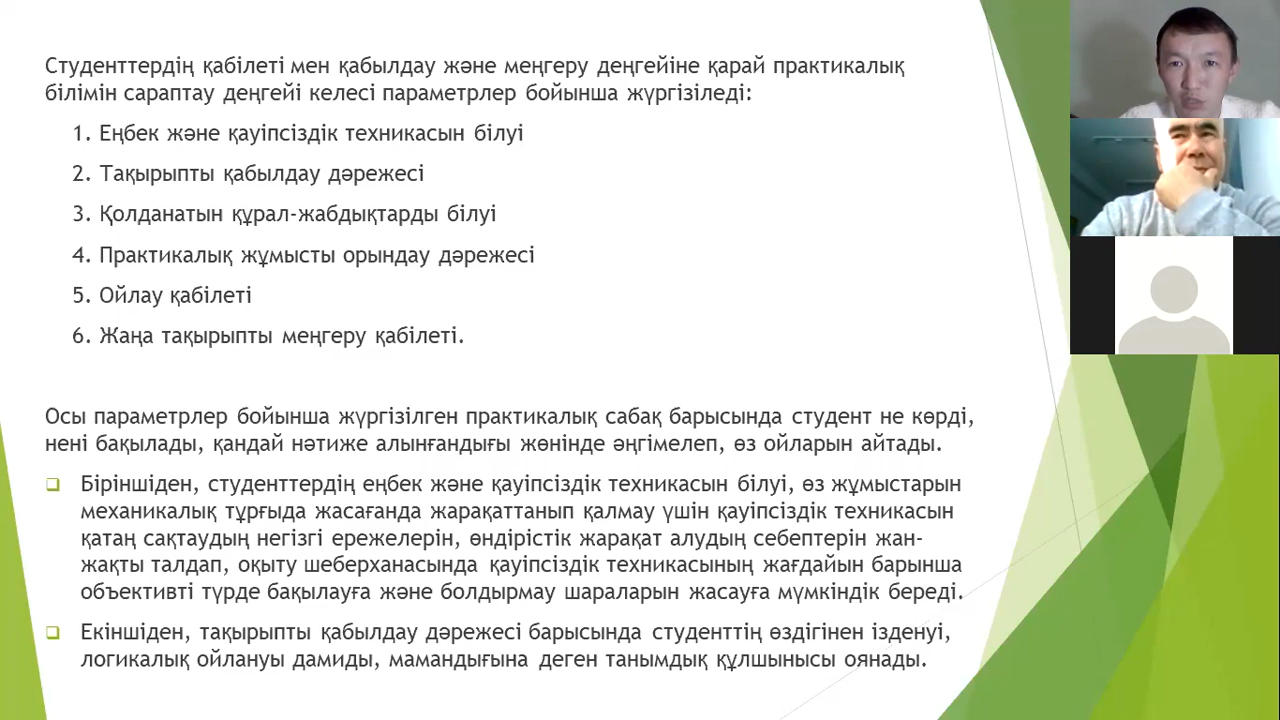 Студенттердің қабілеті мен қабылдау және меңгеру деңгейіне қарай практикалық
білімін сараптау деңгейі келесі параметрлер бойынша жүргізіледі:
1. Еңбек және қауіпсіздік техникасын білуі
2. Тақырыпты қабылдау дәрежесі
3. Қолданатын құрал-жабдықтарды білуі
4. Практикалық жұмысты орындау дәрежесі
5. Ойлау қабілеті
6. Жаңа тақырыпты меңгеру қабілеті.
Осы параметрлер бойынша жүргізілген практикалық сабақ барысында студент не көрді,
нені бақылады, қандай нәтиже алынғандығы жөнінде әңгімелеп, өз ойларын айтады.
Біріншіден, студенттердің еңбек және қауіпсіздік техникасын білуі, өз жұмыстарын
механикалық тұрғыда жасағанда жарақаттанып қалмау үшін қауіпсіздік техникасын
қатаң сақтаудың негізгі ережелерін, өндірістік жарақат алудың себептерін жан-
жақты талдап, оқыту шеберханасында қауіпсіздік техникасының жағдайын барынша
объективті түрде бақылауға және болдырмау шараларын жасауға мүмкіндік береді.
Екіншіден, тақырыпты қабылдау дәрежесі барысында студенттің өздігінен ізденуі,
логикалық ойлануы дамиды, мамандығына деген танымдық құлшынысы оянады.